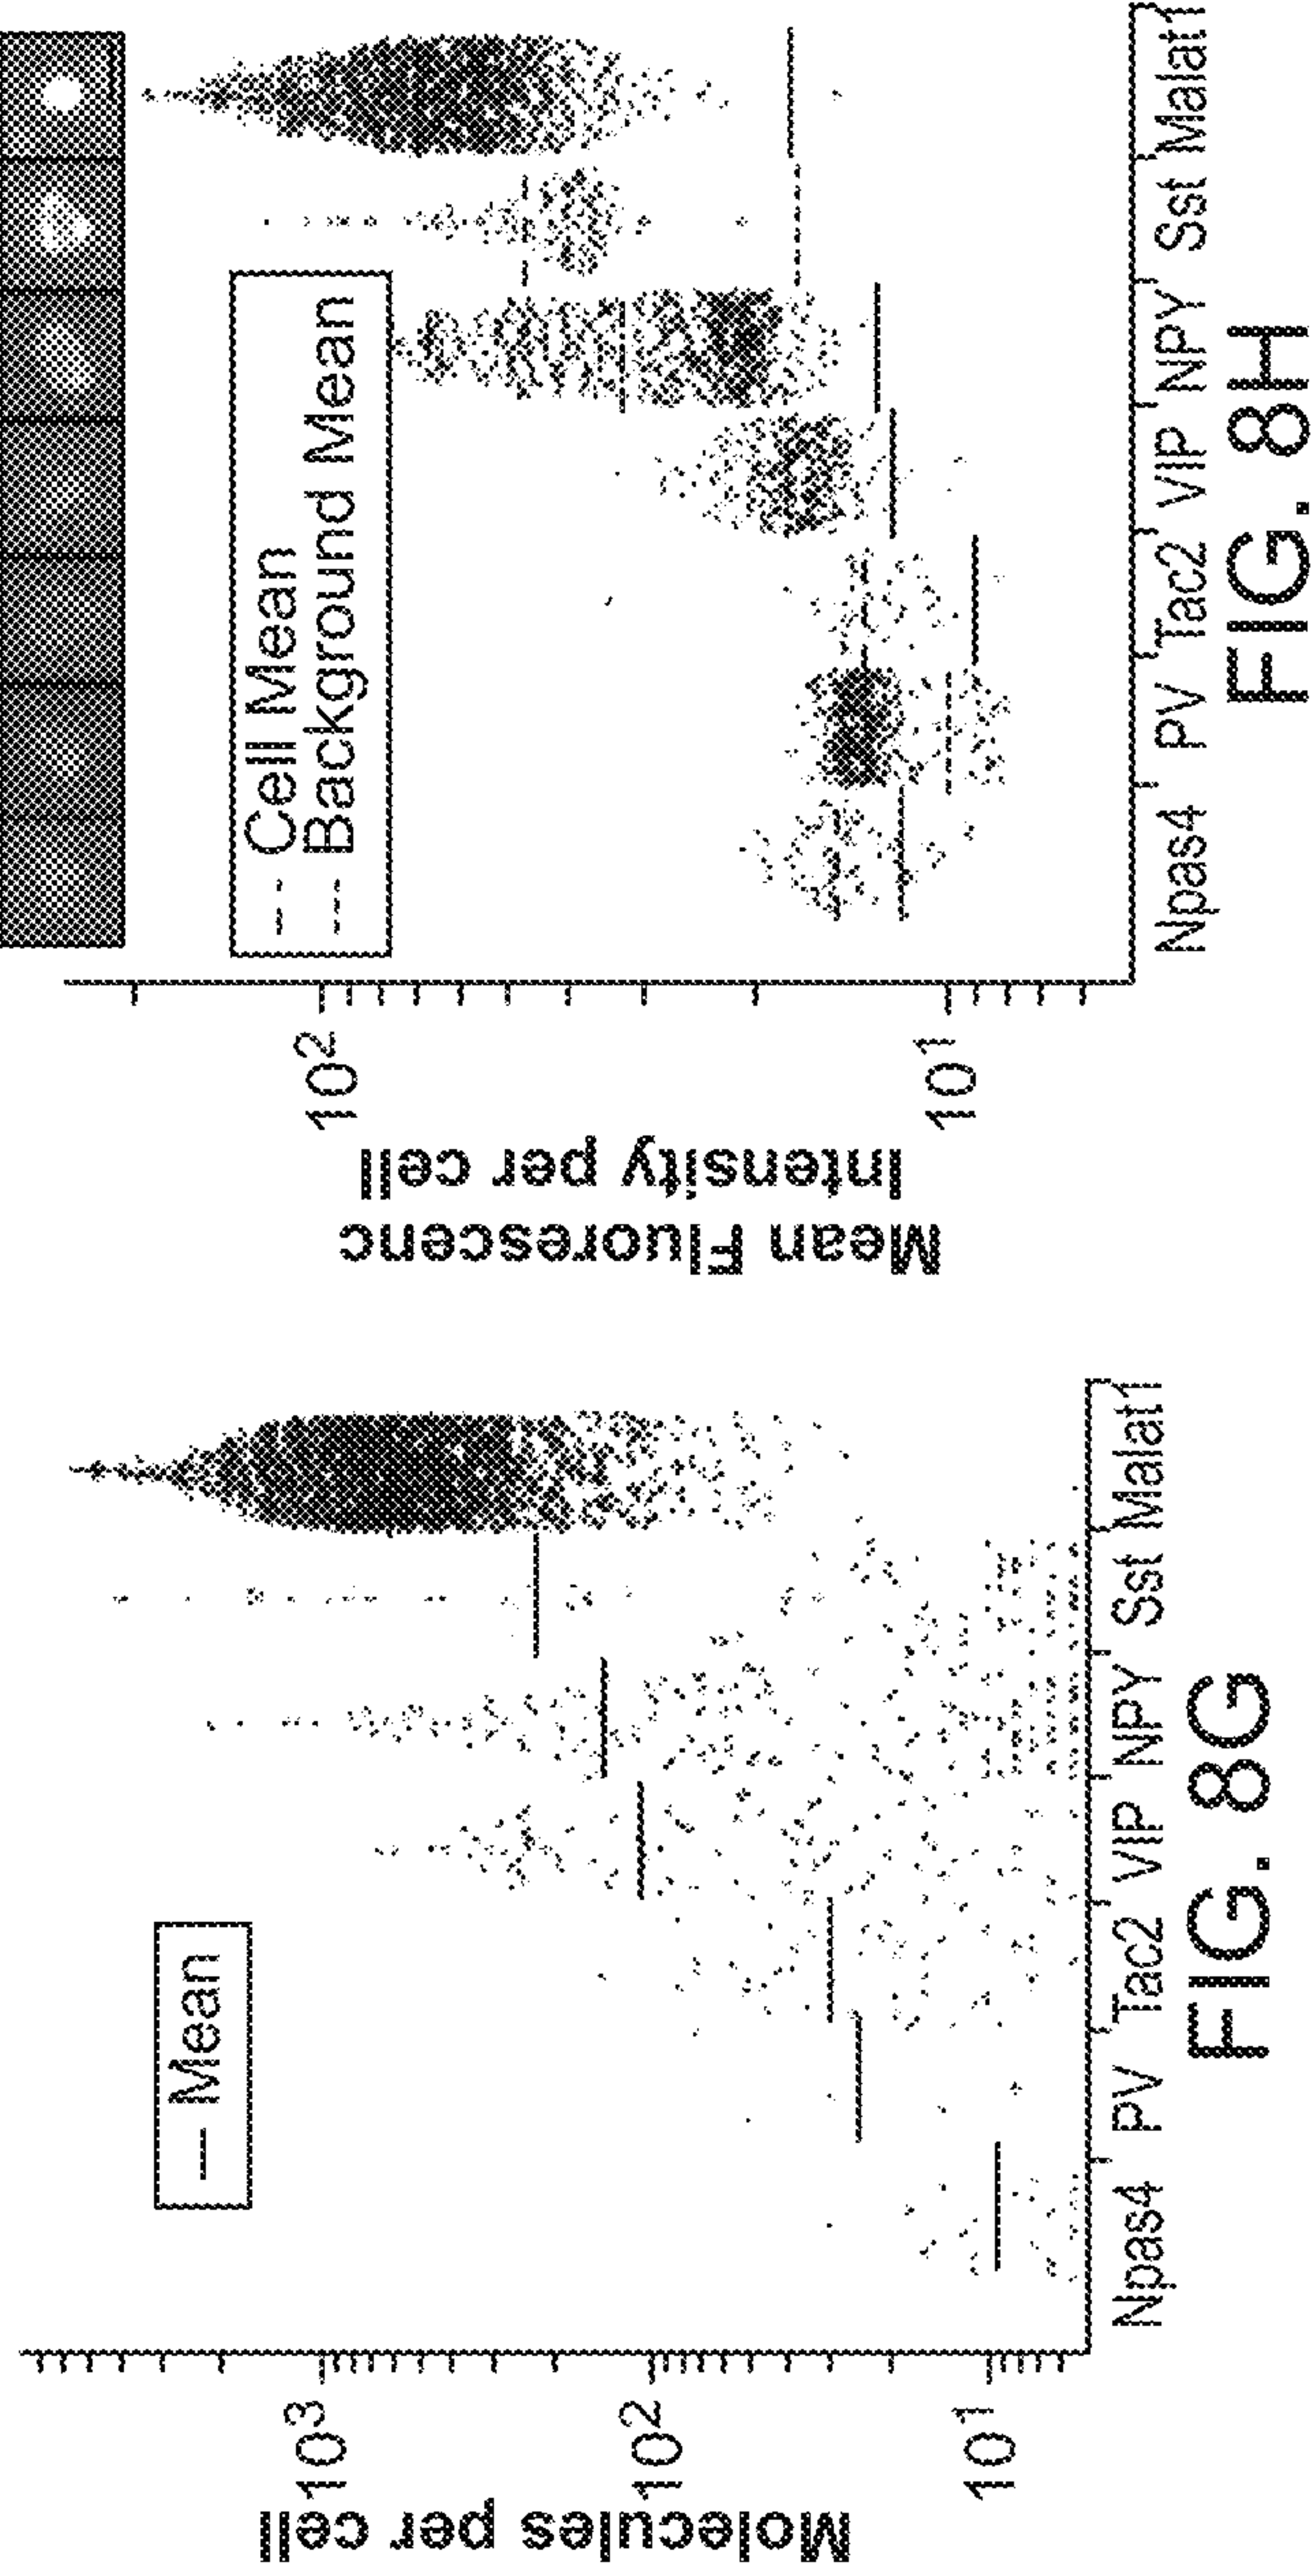 Molecules per cell
10³
10²
10¹
– Mean
Npas4 PV Tac2 VIP NPY Sst Malat1
FIG. 8G
Mean Fluorescenc
Intensity per cell
10²
10¹
-- Cell Mean
--- Background Mean
Npas4 PV Tac2 VIP NPY Sst Malat1
FIG. 8H